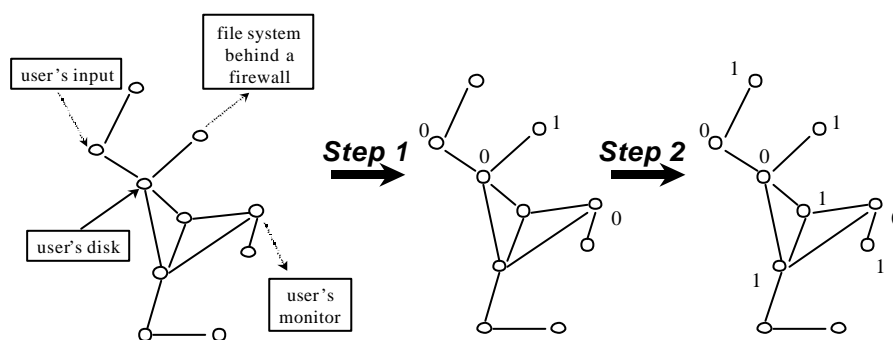 file system
behind a
firewall
user's input
user's disk
user's
monitor
Step 1
0
1
0
0
Step 2
1
0
1
0
1
0
1
1